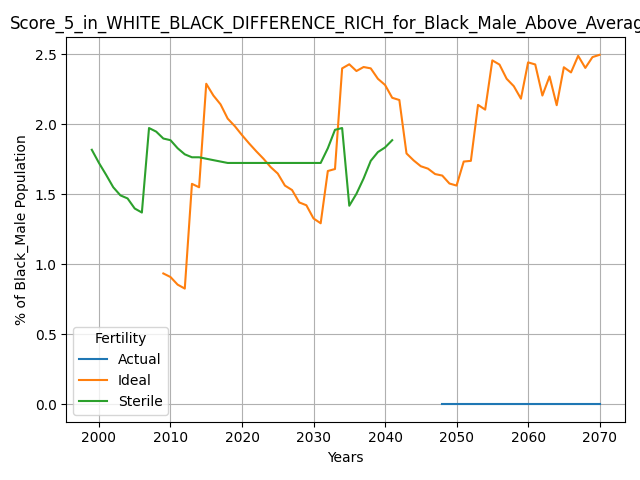 Score_5_in_WHITE_BLACK_DIFFERENCE_RICH_for_Black_Male_Above_Averag
% of Black_Male Population
2.5
2.0
1.5
1.0
0.5
0.0
Fertility
Actual
Ideal
Sterile
2000 2010 2020 2030 2040 2050 2060 2070
Years